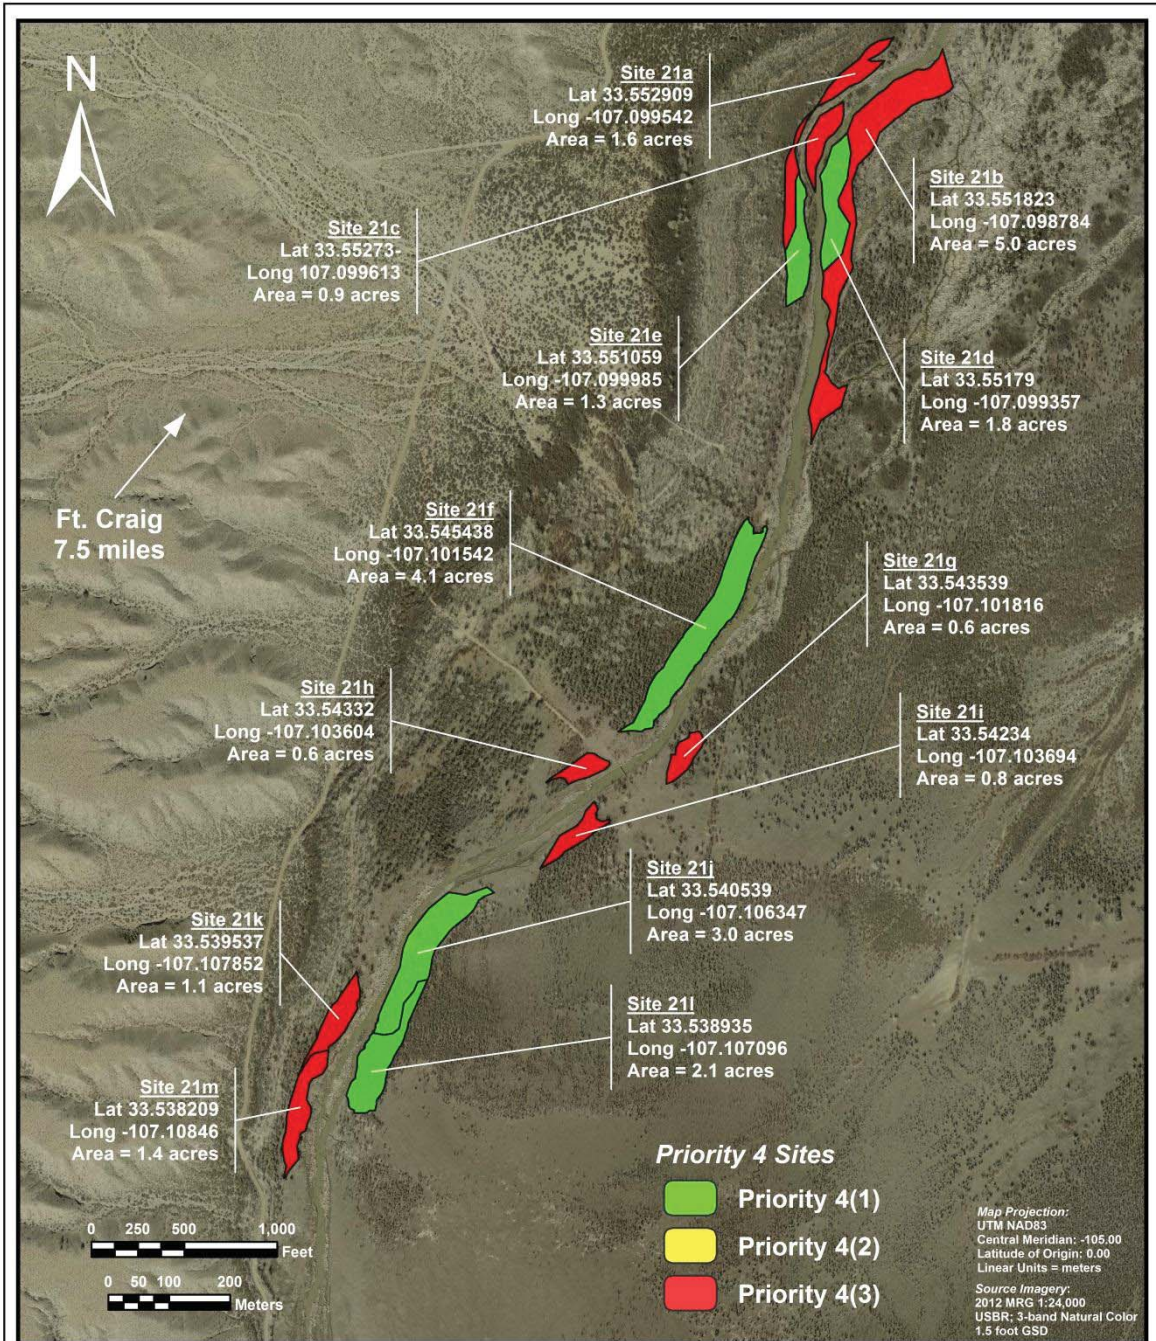 N
Site 21a
Lat 33.552909
Long -107.099542
Area = 1.6 acres
Site 21b
Lat 33.551823
Long -107.098784
Area = 5.0 acres
Site 21c
Lat 33.55273-
Long 107.099613
Area = 0.9 acres
Site 21e
Lat 33.551059
Long -107.099985
Area = 1.3 acres
Site 21d
Lat 33.55179
Long -107.099357
Area = 1.8 acres
Ft. Craig
7.5 miles
Site 21f
Lat 33.545438
Long -107.101542
Area = 4.1 acres
Site 21g
Lat 33.543539
Long -107.101816
Area = 0.6 acres
Site 21h
Lat 33.54332
Long -107.103604
Area = 0.6 acres
Site 21i
Lat 33.54234
Long -107.103694
Area = 0.8 acres
Site 21j
Lat 33.540539
Long -107.106347
Area = 3.0 acres
Site 21k
Lat 33.539537
Long -107.107852
Area = 1.1 acres
Site 21l
Lat 33.538935
Long -107.107096
Area = 2.1 acres
Site 21m
Lat 33.538209
Long -107.10846
Area = 1.4 acres
Priority 4 Sites
Priority 4(1)
Priority 4(2)
Priority 4(3)
0 250 500 1,000
Feet
0 50 100 200
Meters
Map Projection:
UTM NAD83
Central Meridian: -105.00
Latitude of Origin: 0.00
Linear Units = meters
Source Imagery:
2012 MRG 1:24,000
USBR; 3-band Natural Color
1.5 foot GSD